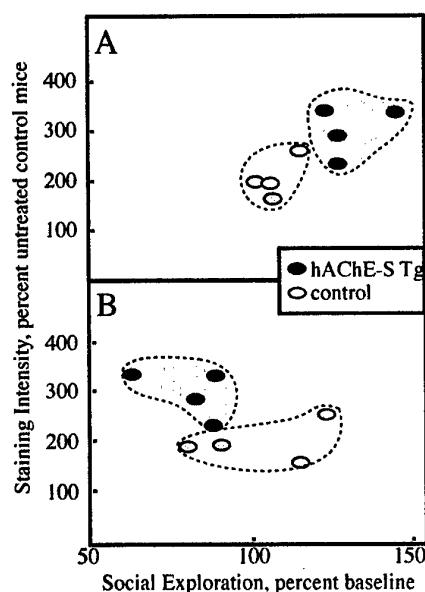 Staining Intensity, percent untreated control mice
A
400
300
200
100
hAChE-S Tg
control
B
400
300
200
100
50
100
150
Social Exploration, percent baseline